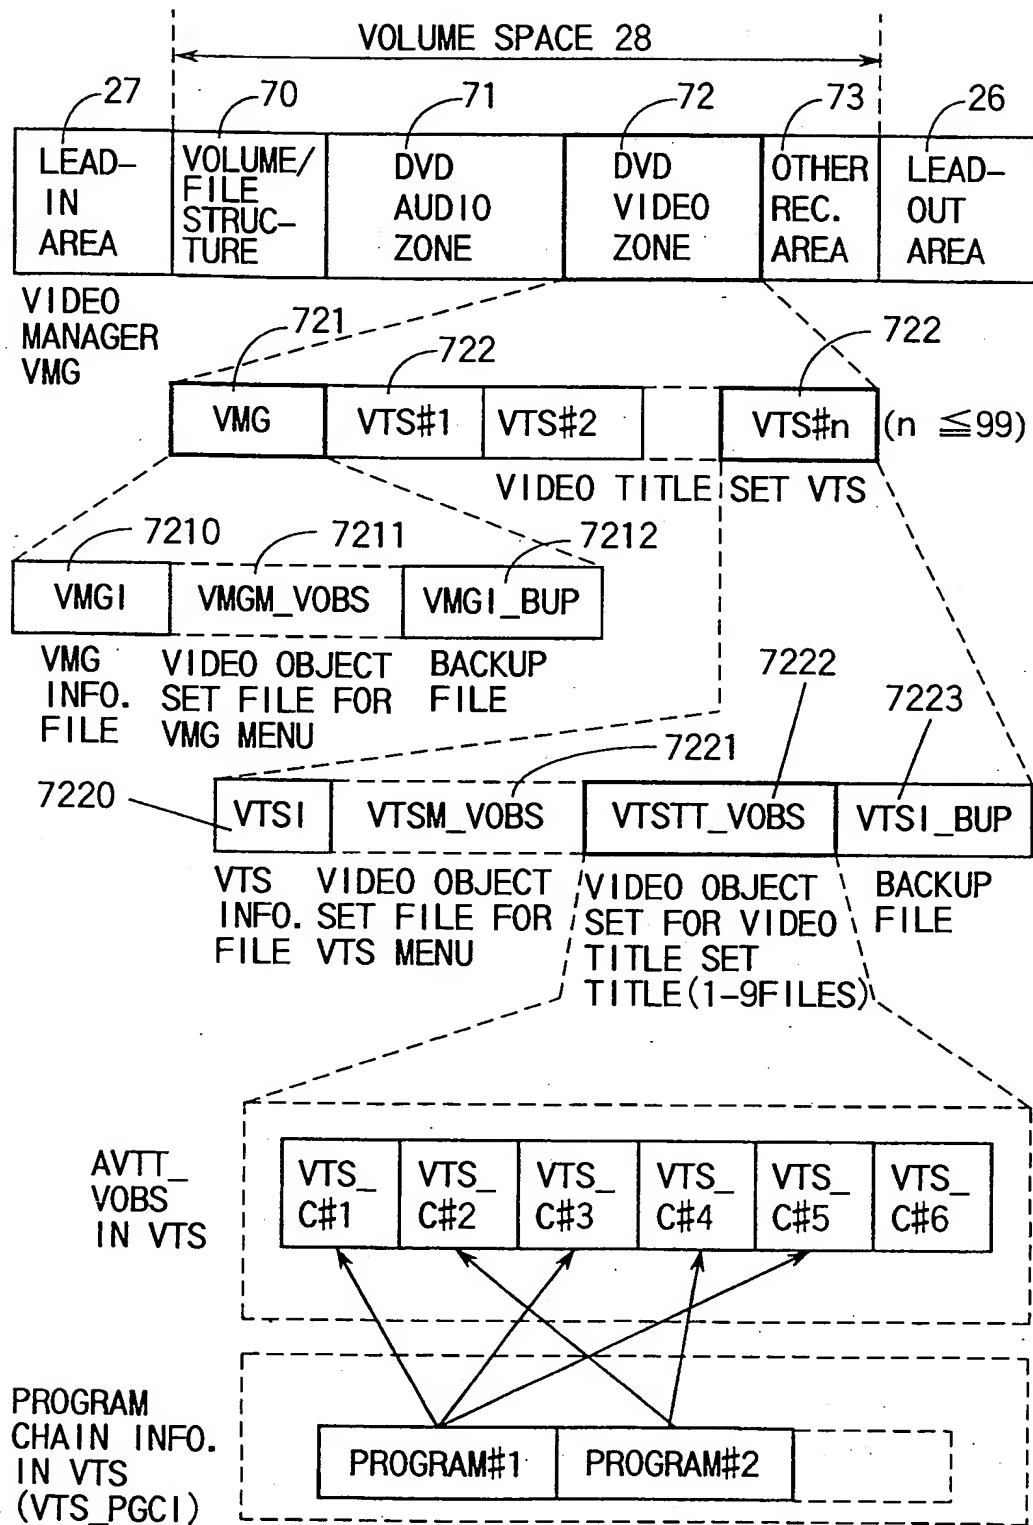 VOLUME SPACE 28
27 70 71 72 73 26
LEAD-
IN
AREA
VOLUME/
FILE
STRUC-
TURE
DVD
AUDIO
ZONE
DVD
VIDEO
ZONE
OTHER
REC.
AREA
LEAD-
OUT
AREA
VIDEO
MANAGER
VMG
721 722 722
VMG VTS#1 VTS#2 VTS#n (n ≦99)
VIDEO TITLE SET VTS
7210 7211 7212
VMGI VMGM_VOBS VMGI_BUP
VMG
INFO.
FILE
VIDEO OBJECT
SET FILE FOR
VMG MENU
BACKUP
FILE
7220 7221 7222 7223
VTSI VTSM_VOBS VTSTT_VOBS VTSI_BUP
VTS
INFO.
FILE
VIDEO OBJECT
SET FILE FOR
VTS MENU
VIDEO OBJECT
SET FOR VIDEO
TITLE SET
TITLE(1-9FILES)
BACKUP
FILE
AVTT_
VOBS
IN VTS
VTS_
C#1
VTS_
C#2
VTS_
C#3
VTS_
C#4
VTS_
C#5
VTS_
C#6
PROGRAM
CHAIN INFO.
IN VTS
(VTS_PGCI)
PROGRAM#1 PROGRAM#2